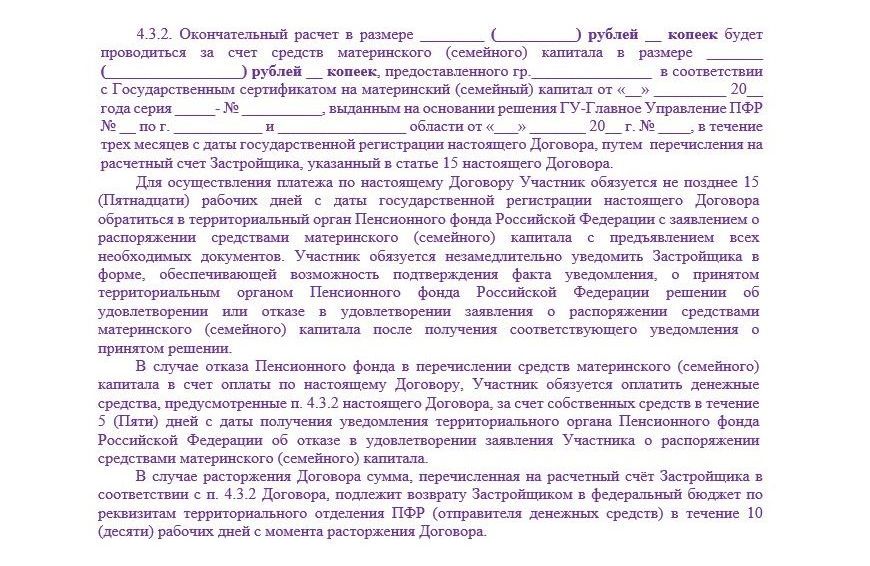 4.3.2. Окончательный расчет в размере _________ (___________) рублей __ копеек будет
проводиться за счет средств материнского (семейного) капитала в размере ________
(___________________) рублей __ копеек, предоставленного гр._________________ в соответствии
с Государственным сертификатом на материнский (семейный) капитал от «__» __________ 20__
года серия _____- № ___________, выданным на основании решения ГУ-Главное Управление ПФР
№ __ по г. ____________ и __________________ области от «___» ________ 20__ г. № ____, в течение
трех месяцев с даты государственной регистрации настоящего Договора, путем перечисления на
расчетный счет Застройщика, указанный в статье 15 настоящего Договора.
Для осуществления платежа по настоящему Договору Участник обязуется не позднее 15
(Пятнадцати) рабочих дней с даты государственной регистрации настоящего Договора
обратиться в территориальный орган Пенсионного фонда Российской Федерации с заявлением о
распоряжении средствами материнского (семейного) капитала с предъявлением всех
необходимых документов. Участник обязуется незамедлительно уведомить Застройщика в
форме, обеспечивающей возможность подтверждения факта уведомления, о принятом
территориальным органом Пенсионного фонда Российской Федерации решении об
удовлетворении или отказе в удовлетворении заявления о распоряжении средствами
материнского (семейного) капитала после получения соответствующего уведомления о
принятом решении.
В случае отказа Пенсионного фонда в перечислении средств материнского (семейного)
капитала в счет оплаты по настоящему Договору, Участник обязуется оплатить денежные
средства, предусмотренные п. 4.3.2 настоящего Договора, за счет собственных средств в течение
5 (Пяти) дней с даты получения уведомления территориального органа Пенсионного фонда
Российской Федерации об отказе в удовлетворении заявления Участника о распоряжении
средствами материнского (семейного) капитала.
В случае расторжения Договора сумма, перечисленная на расчетный счёт Застройщика в
соответствии с п. 4.3.2 Договора, подлежит возврату Застройщиком в федеральный бюджет по
реквизитам территориального отделения ПФР (отправителя денежных средств) в течение 10
(десяти) рабочих дней с момента расторжения Договора.